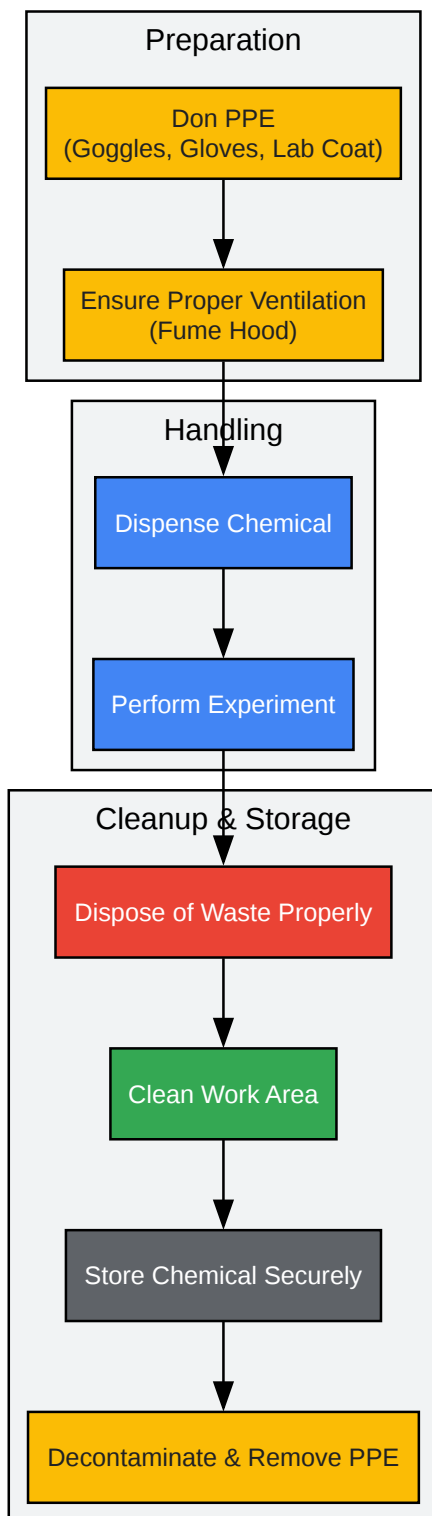 Preparation
Don PPE
(Goggles, Gloves, Lab Coat)
Ensure Proper Ventilation
(Fume Hood)
Handling
Dispense Chemical
Perform Experiment
Cleanup & Storage
Dispose of Waste Properly
Clean Work Area
Store Chemical Securely
Decontaminate & Remove PPE